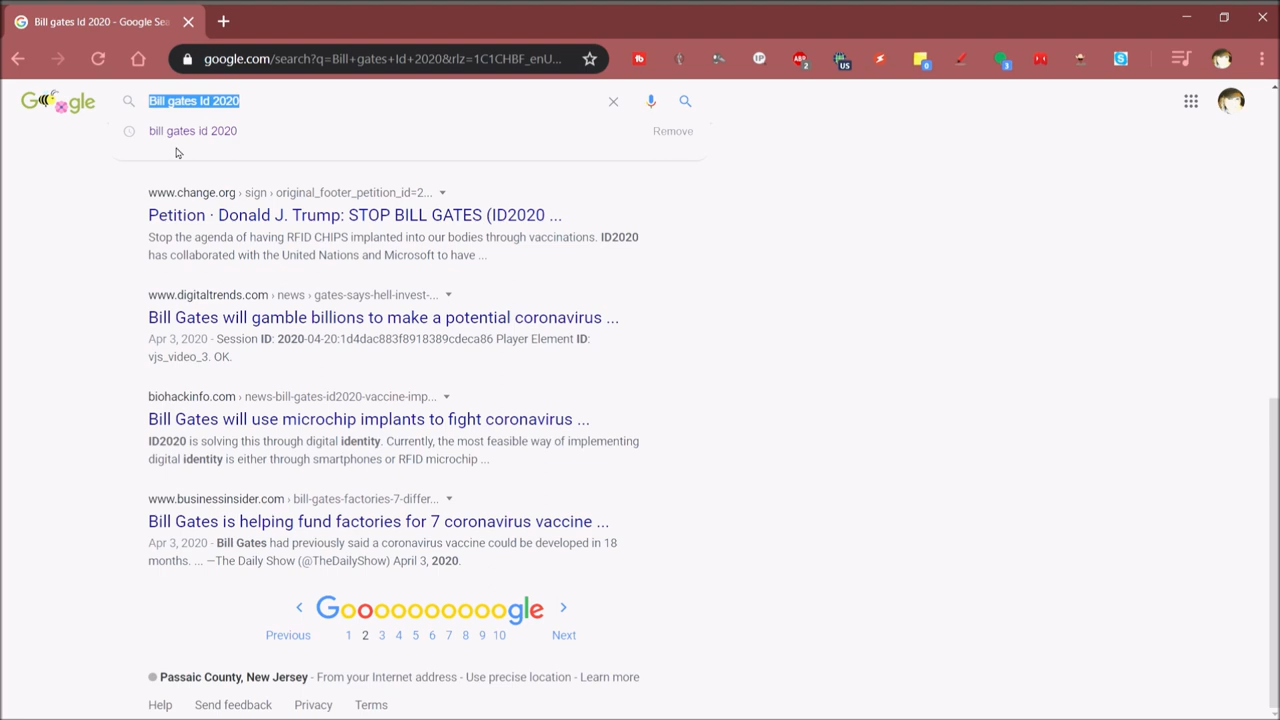 Bill gates Id 2020 - Google Sea
google.com/search?q=Bill+gates+Id+2020&rlz=1C1CHBF_enU...
Google
Bill gates Id 2020
bill gates id 2020
Remove
www.change.org › sign › original_footer_petition_id=2...
Petition · Donald J. Trump: STOP BILL GATES (ID2020 ...
Stop the agenda of having RFID CHIPS implanted into our bodies through vaccinations. ID2020
has collaborated with the United Nations and Microsoft to have ...
www.digitaltrends.com › news › gates-says-hell-invest-...
Bill Gates will gamble billions to make a potential coronavirus ...
Apr 3, 2020 - Session ID: 2020-04-20:1d4dac883f8918389cdeca86 Player Element ID:
vjs_video_3. OK.
biohackinfo.com › news-bill-gates-id2020-vaccine-imp...
Bill Gates will use microchip implants to fight coronavirus ...
ID2020 is solving this through digital identity. Currently, the most feasible way of implementing
digital identity is either through smartphones or RFID microchip ...
www.businessinsider.com › bill-gates-factories-7-differ...
Bill Gates is helping fund factories for 7 coronavirus vaccine ...
Apr 3, 2020 - Bill Gates had previously said a coronavirus vaccine could be developed in 18
months. ... —The Daily Show (@TheDailyShow) April 3, 2020.
Goooooooooogle
Previous 1 2 3 4 5 6 7 8 9 10 Next
Passaic County, New Jersey - From your Internet address - Use precise location - Learn more
Help Send feedback Privacy Terms